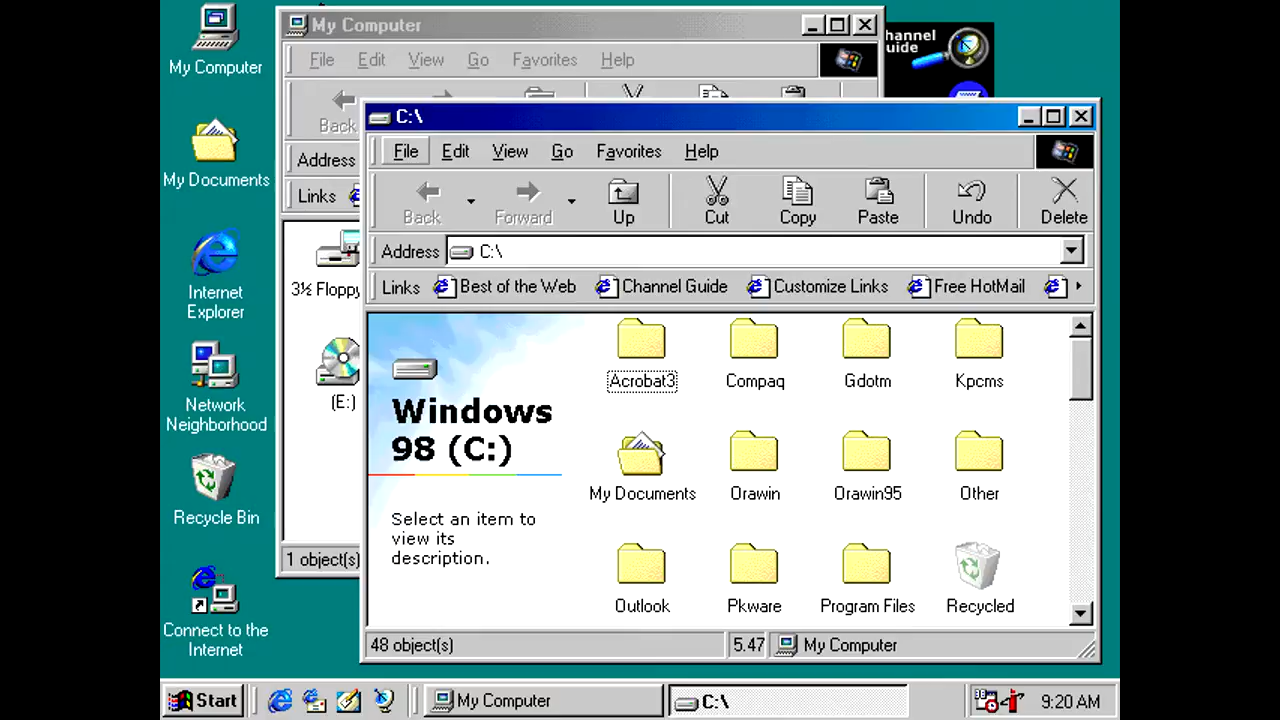 My Computer
My Documents
Internet
Explorer
Network
Neighborhood
Recycle Bin
Connect to the
Internet
My Computer
File Edit View Go Favorites Help
Back
Address
Links
3½ Floppy
(E:)
1 object(s)
hannel
uide
C:\
File Edit View Go Favorites Help
Back Forward Up Cut Copy Paste Undo Delete
Address C:\
Links Best of the Web Channel Guide Customize Links Free HotMail
Windows
98 (C:)
Select an item to
view its
description.
Acrobat3 Compaq Gdotm Kpcms
My Documents Orawin Orawin95 Other
Outlook Pkware Program Files Recycled
48 object(s) 5.47 My Computer
Start My Computer C:\ 9:20 AM